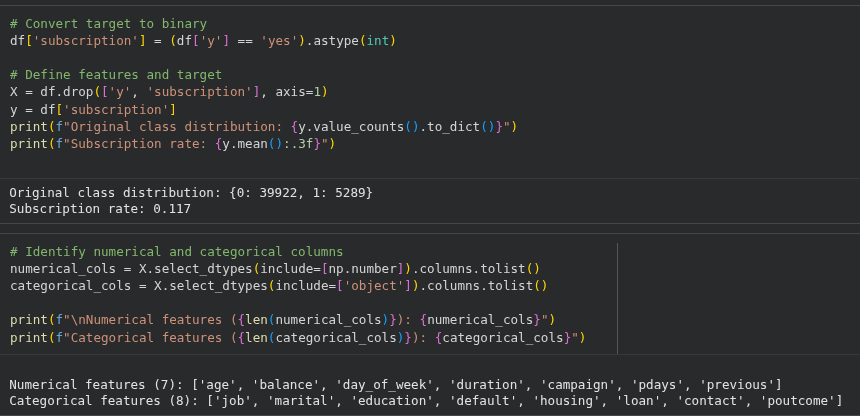 # Convert target to binary
df['subscription'] = (df['y'] == 'yes').astype(int)
# Define features and target
X = df.drop(['y', 'subscription'], axis=1)
y = df['subscription']
print(f"Original class distribution: {y.value_counts().to_dict()}")
print(f"Subscription rate: {y.mean():.3f}")
Original class distribution: {0: 39922, 1: 5289}
Subscription rate: 0.117
# Identify numerical and categorical columns
numerical_cols = X.select_dtypes(include=[np.number]).columns.tolist()
categorical_cols = X.select_dtypes(include=['object']).columns.tolist()
print(f"\nNumerical features ({len(numerical_cols)}): {numerical_cols}")
print(f"Categorical features ({len(categorical_cols)}): {categorical_cols}")
Numerical features (7): ['age', 'balance', 'day_of_week', 'duration', 'campaign', 'pdays', 'previous']
Categorical features (8): ['job', 'marital', 'education', 'default', 'housing', 'loan', 'contact', 'poutcome']